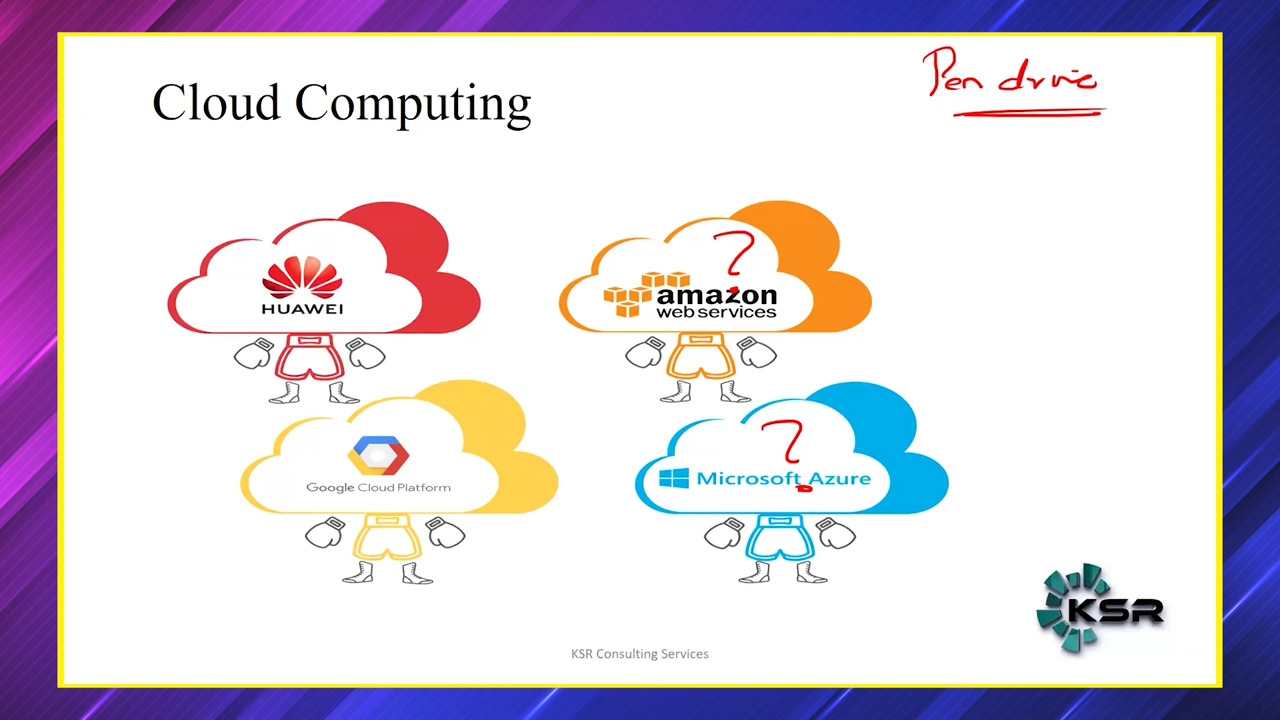 Pen drive
Cloud Computing
HUAWEI
?
amazon
web services
Google Cloud Platform
?
Microsoft Azure
KSR
KSR Consulting Services